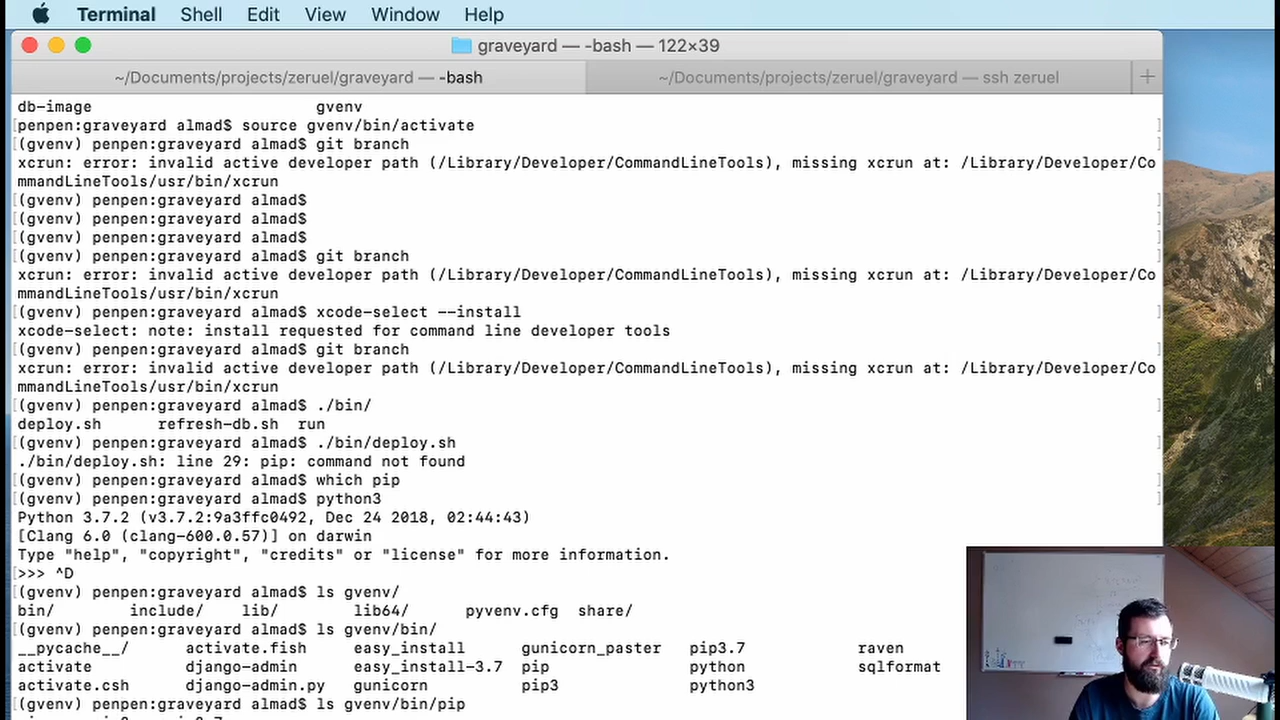 Terminal Shell Edit View Window Help
graveyard — -bash — 122×39
~/Documents/projects/zeruel/graveyard — -bash ~/Documents/projects/zeruel/graveyard — ssh zeruel +
db-image gvenv
[penpen:graveyard almad$ source gvenv/bin/activate ]
[(gvenv) penpen:graveyard almad$ git branch ]
xcrun: error: invalid active developer path (/Library/Developer/CommandLineTools), missing xcrun at: /Library/Developer/Co
mmandLineTools/usr/bin/xcrun
[(gvenv) penpen:graveyard almad$ ]
[(gvenv) penpen:graveyard almad$ ]
[(gvenv) penpen:graveyard almad$ ]
[(gvenv) penpen:graveyard almad$ git branch ]
xcrun: error: invalid active developer path (/Library/Developer/CommandLineTools), missing xcrun at: /Library/Developer/Co
mmandLineTools/usr/bin/xcrun
[(gvenv) penpen:graveyard almad$ xcode-select --install ]
xcode-select: note: install requested for command line developer tools
[(gvenv) penpen:graveyard almad$ git branch ]
xcrun: error: invalid active developer path (/Library/Developer/CommandLineTools), missing xcrun at: /Library/Developer/Co
mmandLineTools/usr/bin/xcrun
[(gvenv) penpen:graveyard almad$ ./bin/ ]
deploy.sh refresh-db.sh run
[(gvenv) penpen:graveyard almad$ ./bin/deploy.sh ]
./bin/deploy.sh: line 29: pip: command not found
[(gvenv) penpen:graveyard almad$ which pip ]
[(gvenv) penpen:graveyard almad$ python3 ]
Python 3.7.2 (v3.7.2:9a3ffc0492, Dec 24 2018, 02:44:43)
[Clang 6.0 (clang-600.0.57)] on darwin
Type "help", "copyright", "credits" or "license" for more information.
[>>> ^D
[(gvenv) penpen:graveyard almad$ ls gvenv/
bin/ include/ lib/ lib64/ pyvenv.cfg share/
[(gvenv) penpen:graveyard almad$ ls gvenv/bin/
__pycache__/ activate.fish easy_install gunicorn_paster pip3.7 raven
activate django-admin easy_install-3.7 pip python sqlformat
activate.csh django-admin.py gunicorn pip3 python3
[(gvenv) penpen:graveyard almad$ ls gvenv/bin/pip